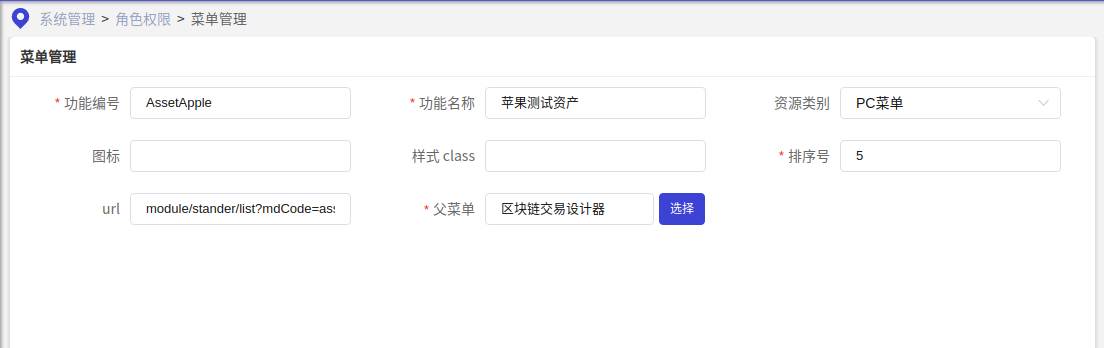 系统管理 > 角色权限 > 菜单管理
菜单管理
* 功能编号 AssetApple * 功能名称 苹果测试资产 资源类别 PC菜单
图标 样式 class * 排序号 5
url module/stander/list?mdCode=ass * 父菜单 区块链交易设计器 选择